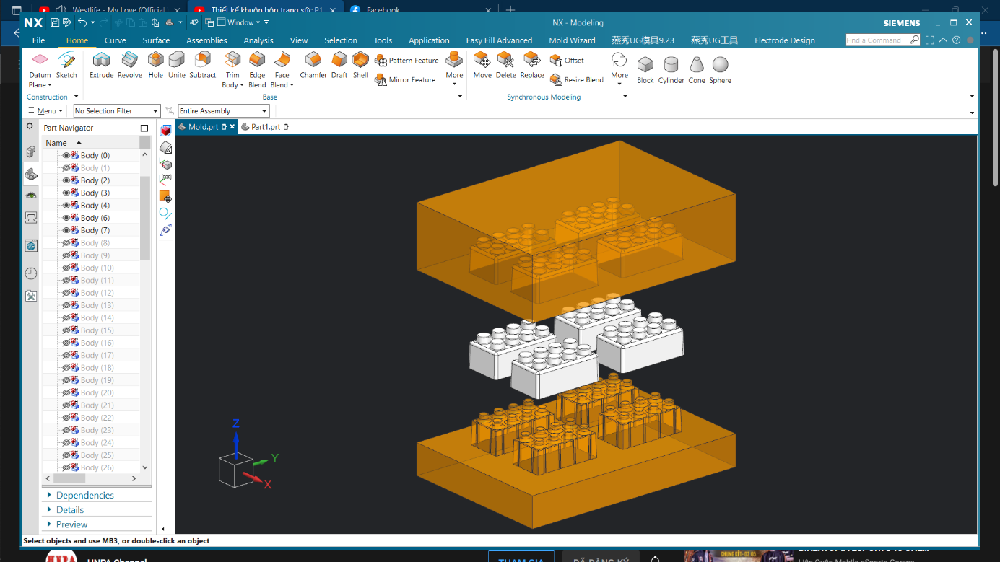 Westlife - My Love (Official
Thiết kế khuôn hộp trang sức P1
Facebook
NX
Window
NX - Modeling
SIEMENS
File
Home
Curve
Surface
Assemblies
Analysis
View
Selection
Tools
Application
Easy Fill Advanced
Mold Wizard
燕秀UG模具9.23
燕秀UG工具
Electrode Design
Find a Command
Datum Plane
Sketch
Extrude
Revolve
Hole
Unite
Subtract
Trim Body
Edge Blend
Face Blend
Chamfer
Draft
Shell
Pattern Feature
Mirror Feature
More
Move
Delete
Replace
Offset
Resize Blend
More
Block
Cylinder
Cone
Sphere
Construction
Base
Synchronous Modeling
Menu
No Selection Filter
Entire Assembly
Part Navigator
Mold.prt
Part1.prt
Name
Body (0)
Body (1)
Body (2)
Body (3)
Body (4)
Body (6)
Body (7)
Body (8)
Body (9)
Body (10)
Body (11)
Body (12)
Body (13)
Body (14)
Body (15)
Body (16)
Body (17)
Body (18)
Body (19)
Body (20)
Body (21)
Body (22)
Body (23)
Body (24)
Body (25)
Body (26)
Z
Y
X
Dependencies
Details
Preview
Select objects and use MB3, or double-click an object
THAM GIA
ĐÃ ĐĂNG KÝ
CHUNG KẾT - 02·05
Liên Quân Mobile eSports Garena